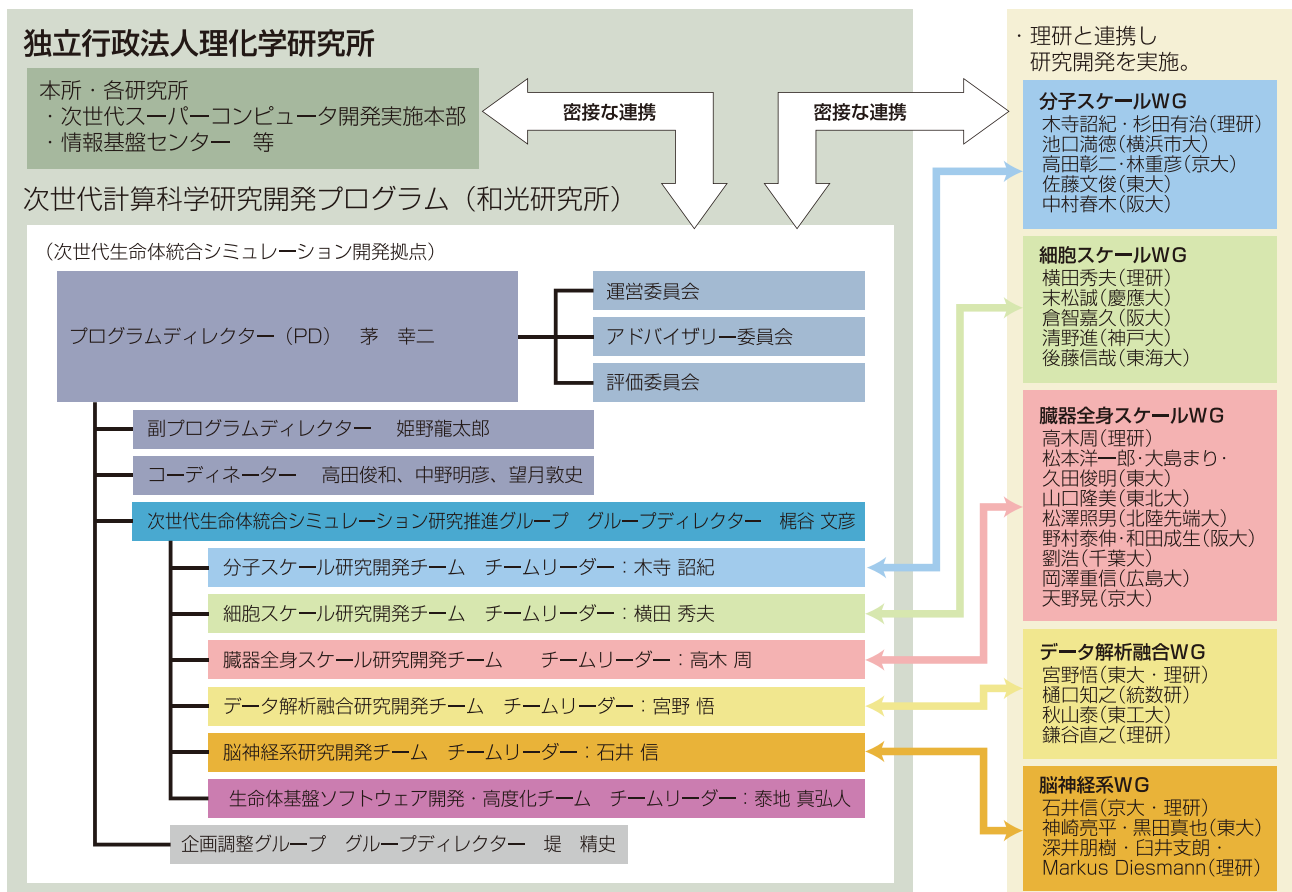 独立行政法人理化学研究所
本所・各研究所
・次世代スーパーコンピュータ開発実施本部
・情報基盤センター　等
密接な連携
密接な連携
次世代計算科学研究開発プログラム（和光研究所）
（次世代生命体統合シミュレーション開発拠点）
プログラムディレクター（PD）　茅　幸二
運営委員会
アドバイザリー委員会
評価委員会
副プログラムディレクター　姫野龍太郎
コーディネーター　高田俊和、中野明彦、望月敦史
次世代生命体統合シミュレーション研究推進グループ　グループディレクター　梶谷 文彦
分子スケール研究開発チーム　チームリーダー：木寺 詔紀
細胞スケール研究開発チーム　チームリーダー：横田 秀夫
臓器全身スケール研究開発チーム　　チームリーダー：高木 周
データ解析融合研究開発チーム　チームリーダー：宮野 悟
脳神経系研究開発チーム　チームリーダー：石井 信
生命体基盤ソフトウェア開発・高度化チーム　チームリーダー：泰地 真弘人
企画調整グループ　グループディレクター　堤　精史
・理研と連携し
研究開発を実施。
分子スケールWG
木寺詔紀・杉田有治(理研)
池口満徳(横浜市大)
高田彰二・林重彦(京大)
佐藤文俊(東大)
中村春木(阪大)
細胞スケールWG
横田秀夫(理研)
末松誠(慶應大)
倉智嘉久(阪大)
清野進(神戸大)
後藤信哉(東海大)
臓器全身スケールWG
高木周(理研)
松本洋一郎・大島まり・
久田俊明(東大)
山口隆美(東北大)
松澤照男(北陸先端大)
野村泰伸・和田成生(阪大)
劉浩(千葉大)
岡澤重信(広島大)
天野晃(京大)
データ解析融合WG
宮野悟(東大・理研)
樋口知之(統数研)
秋山泰(東工大)
鎌谷直之(理研)
脳神経系WG
石井信(京大・理研)
神崎亮平・黒田真也(東大)
深井朋樹・臼井支朗・
Markus Diesmann(理研)